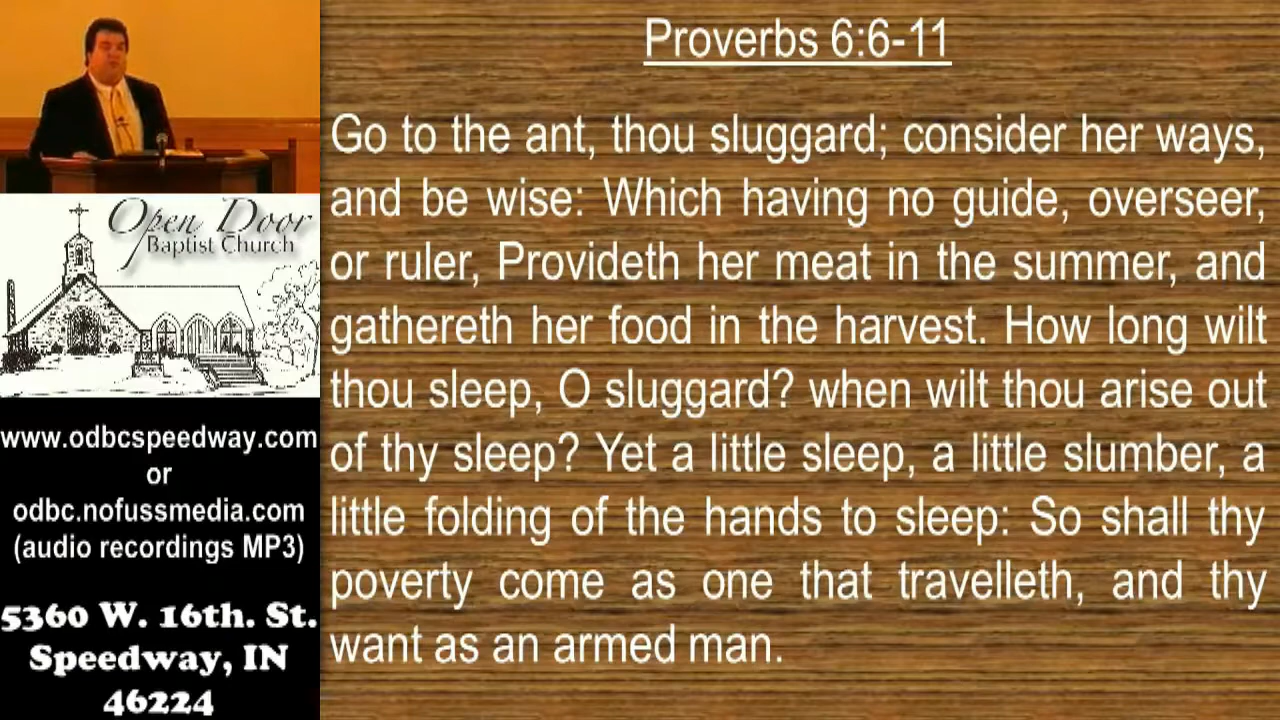 Open Door
Baptist Church
www.odbcspeedway.com
or
odbc.nofussmedia.com
(audio recordings MP3)
5360 W. 16th. St.
Speedway, IN
46224
Proverbs 6:6-11
Go to the ant, thou sluggard; consider her ways,
and be wise: Which having no guide, overseer,
or ruler, Provideth her meat in the summer, and
gathereth her food in the harvest. How long wilt
thou sleep, O sluggard? when wilt thou arise out
of thy sleep? Yet a little sleep, a little slumber, a
little folding of the hands to sleep: So shall thy
poverty come as one that travelleth, and thy
want as an armed man.